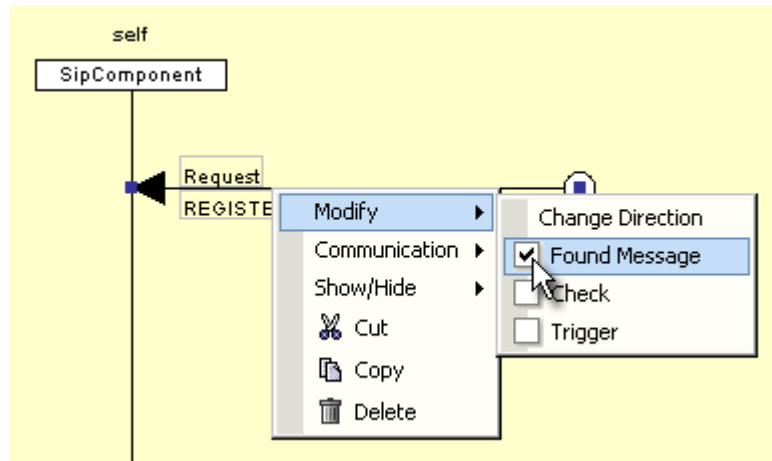 self
SipComponent
Request
REGISTE
Modify
Communication
Show/Hide
Cut
Copy
Delete
Change Direction
Found Message
Check
Trigger